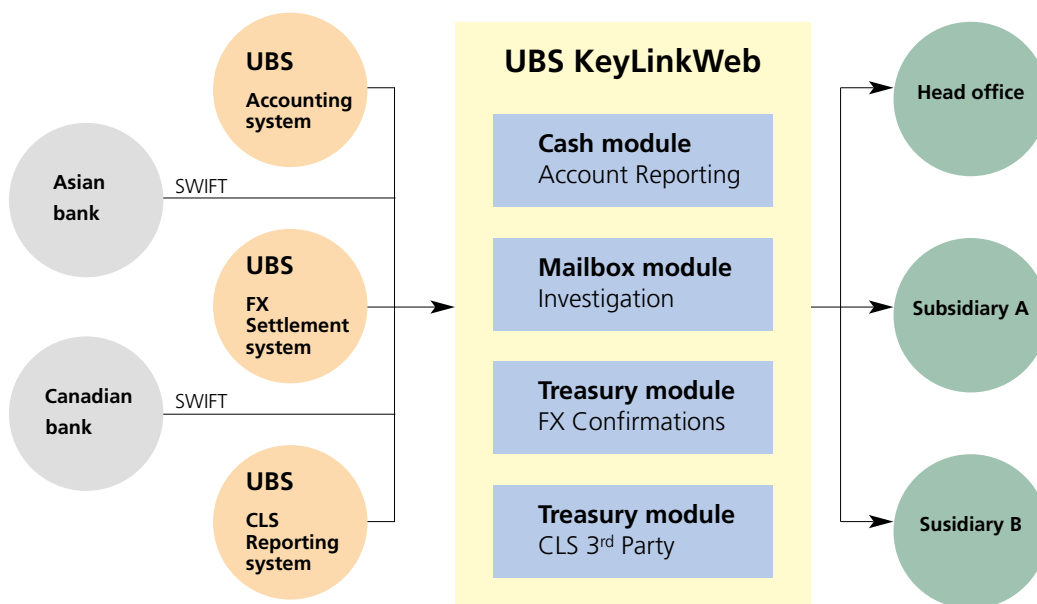 UBS
Accounting
system
Asian
bank
SWIFT
UBS
FX
Settlement
system
Canadian
bank
SWIFT
UBS
CLS
Reporting
system
UBS KeyLinkWeb
Cash module
Account Reporting
Mailbox module
Investigation
Treasury module
FX Confirmations
Treasury module
CLS 3rd Party
Head office
Subsidiary A
Susidiary B